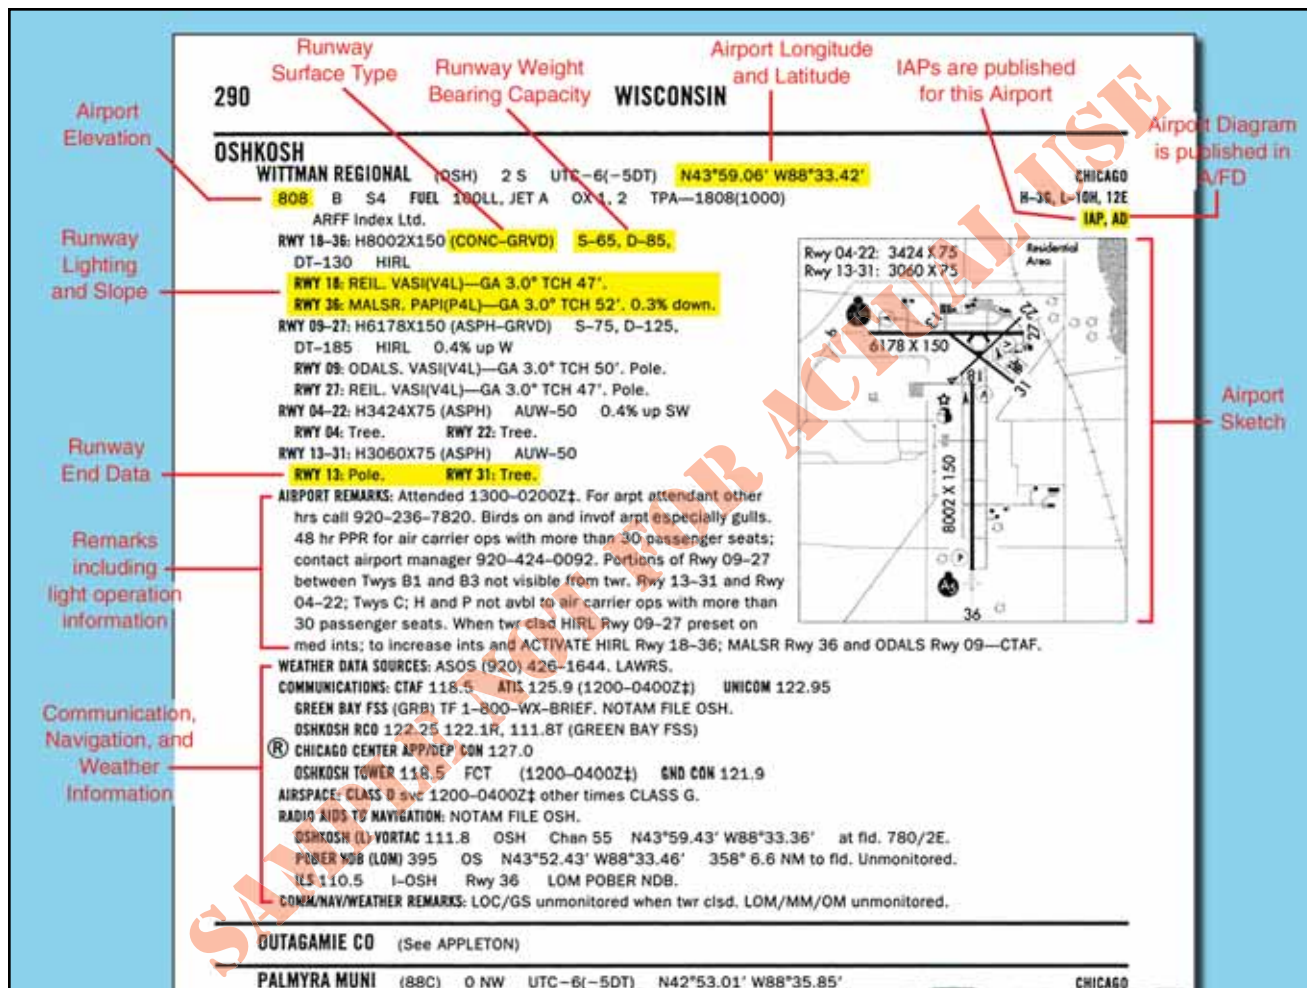 Runway
Surface Type
Runway Weight
Bearing Capacity
Airport Longitude
and Latitude
IAPs are published
for this Airport
Airport
Elevation
Airport Diagram
is published in
A/FD
290 WISCONSIN
OSHKOSH
WITTMAN REGIONAL (OSH) 2 S UTC-6(-5DT) N43°59.06′ W88°33.42′ CHICAGO
808 B S4 FUEL 100LL, JET A OX 1, 2 TPA—1808(1000) H-3G, L-10H, 12E
ARFF Index Ltd. IAP, AD
RWY 18-36: H8002X150 (CONC-GRVD) S-65, D-85,
DT-130 HIRL
RWY 18: REIL. VASI(V4L)—GA 3.0° TCH 47′.
RWY 36: MALSR. PAPI(P4L)—GA 3.0° TCH 52′. 0.3% down.
RWY 09-27: H6178X150 (ASPH-GRVD) S-75, D-125,
DT-185 HIRL 0.4% up W
RWY 09: ODALS. VASI(V4L)—GA 3.0° TCH 50′. Pole.
RWY 27: REIL. VASI(V4L)—GA 3.0° TCH 47′. Pole.
RWY 04-22: H3424X75 (ASPH) AUW-50 0.4% up SW
RWY 04: Tree. RWY 22: Tree.
RWY 13-31: H3060X75 (ASPH) AUW-50
RWY 13: Pole. RWY 31: Tree.
AIRPORT REMARKS: Attended 1300-0200Z‡. For arpt attendant other
hrs call 920-236-7820. Birds on and invof arpt especially gulls.
48 hr PPR for air carrier ops with more than 30 passenger seats;
contact airport manager 920-424-0092. Portions of Rwy 09-27
between Twys B1 and B3 not visible from twr. Rwy 13-31 and Rwy
04-22; Twys C; H and P not avbl to air carrier ops with more than
30 passenger seats. When twr clsd HIRL Rwy 09-27 preset on
med ints; to increase ints and ACTIVATE HIRL Rwy 18-36; MALSR Rwy 36 and ODALS Rwy 09—CTAF.
WEATHER DATA SOURCES: ASOS (920) 426-1644. LAWRS.
COMMUNICATIONS: CTAF 118.5 ATIS 125.9 (1200-0400Z‡) UNICOM 122.95
GREEN BAY FSS (GRB) TF 1-800-WX-BRIEF. NOTAM FILE OSH.
OSHKOSH RCO 122.25 122.1R, 111.8T (GREEN BAY FSS)
Ⓡ CHICAGO CENTER APP/DEP CON 127.0
OSHKOSH TOWER 118.5 FCT (1200-0400Z‡) GND CON 121.9
AIRSPACE: CLASS D svc 1200-0400Z‡ other times CLASS G.
RADIO AIDS TO NAVIGATION: NOTAM FILE OSH.
OSHKOSH (L) VORTAC 111.8 OSH Chan 55 N43°59.43′ W88°33.36′ at fld. 780/2E.
POBER NDB (LOM) 395 OS N43°52.43′ W88°33.46′ 358° 6.6 NM to fld. Unmonitored.
ILS 110.5 I-OSH Rwy 36 LOM POBER NDB.
COMM/NAV/WEATHER REMARKS: LOC/GS unmonitored when twr clsd. LOM/MM/OM unmonitored.
OUTAGAMIE CO (See APPLETON)
PALMYRA MUNI (88C) 0 NW UTC-6(-5DT) N42°53.01′ W88°35.85′ CHICAGO
Runway
Lighting
and Slope
Runway
End Data
Remarks
including
light operation
information
Communication,
Navigation, and
Weather
Information
Rwy 04-22: 3424 X 75
Rwy 13-31: 3060 X 75
Residential
Area
9
13
22
27
6178 X 150
4
18
31
8002 X 150
36
Airport
Sketch
SAMPLE NOT FOR ACTUAL USE